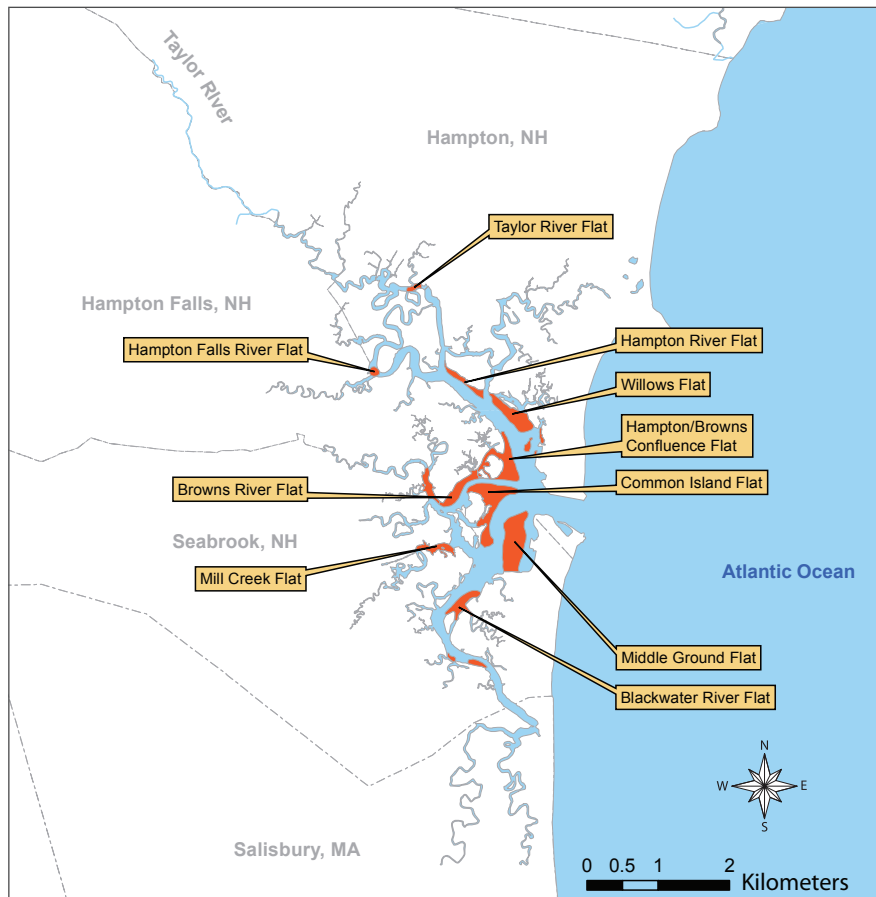 Taylor RIver
Hampton, NH
Taylor River Flat
Hampton Falls, NH
Hampton River Flat
Hampton Falls River Flat
Willows Flat
Hampton/Browns
Confluence Flat
Browns River Flat
Common Island Flat
Seabrook, NH
Mill Creek Flat
Atlantic Ocean
Middle Ground Flat
Blackwater River Flat
N
W E
S
Salisbury, MA
0 0.5 1 2
Kilometers